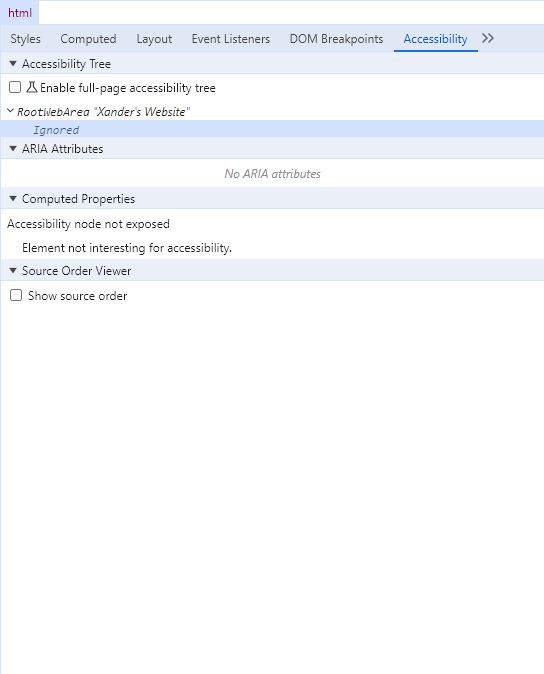 html
Styles Computed Layout Event Listeners DOM Breakpoints Accessibility
Accessibility Tree
Enable full-page accessibility tree
RootWebArea "Xander's Website"
Ignored
ARIA Attributes
No ARIA attributes
Computed Properties
Accessibility node not exposed
Element not interesting for accessibility.
Source Order Viewer
Show source order